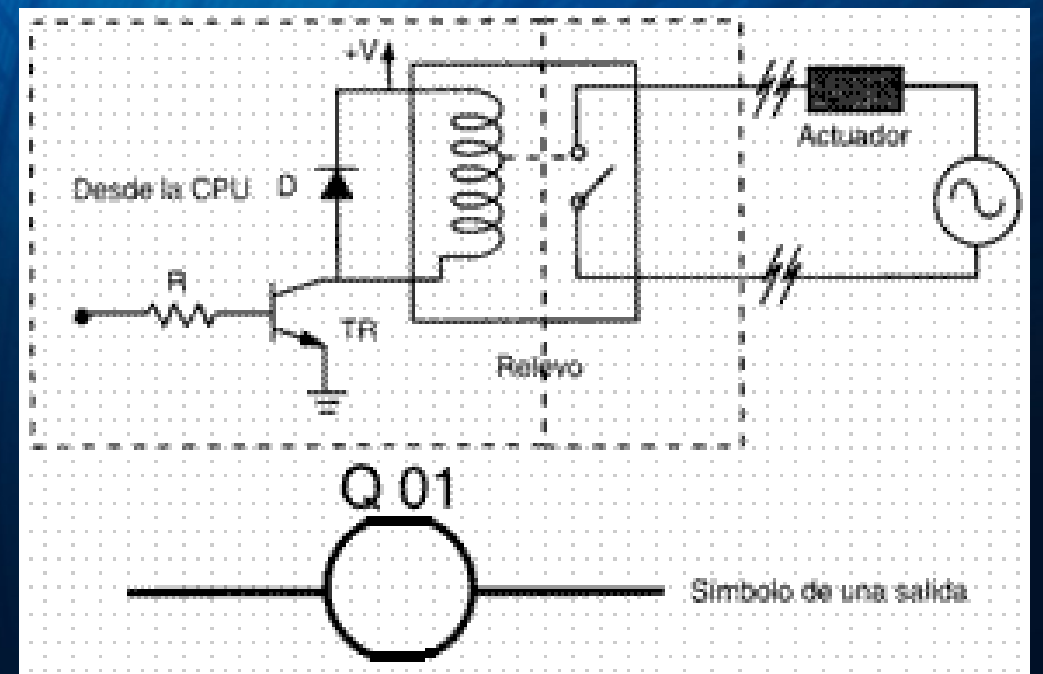 +V
Actuador
Desde la CPU D
R
TR
Relevo
Q 01
Símbolo de una salida